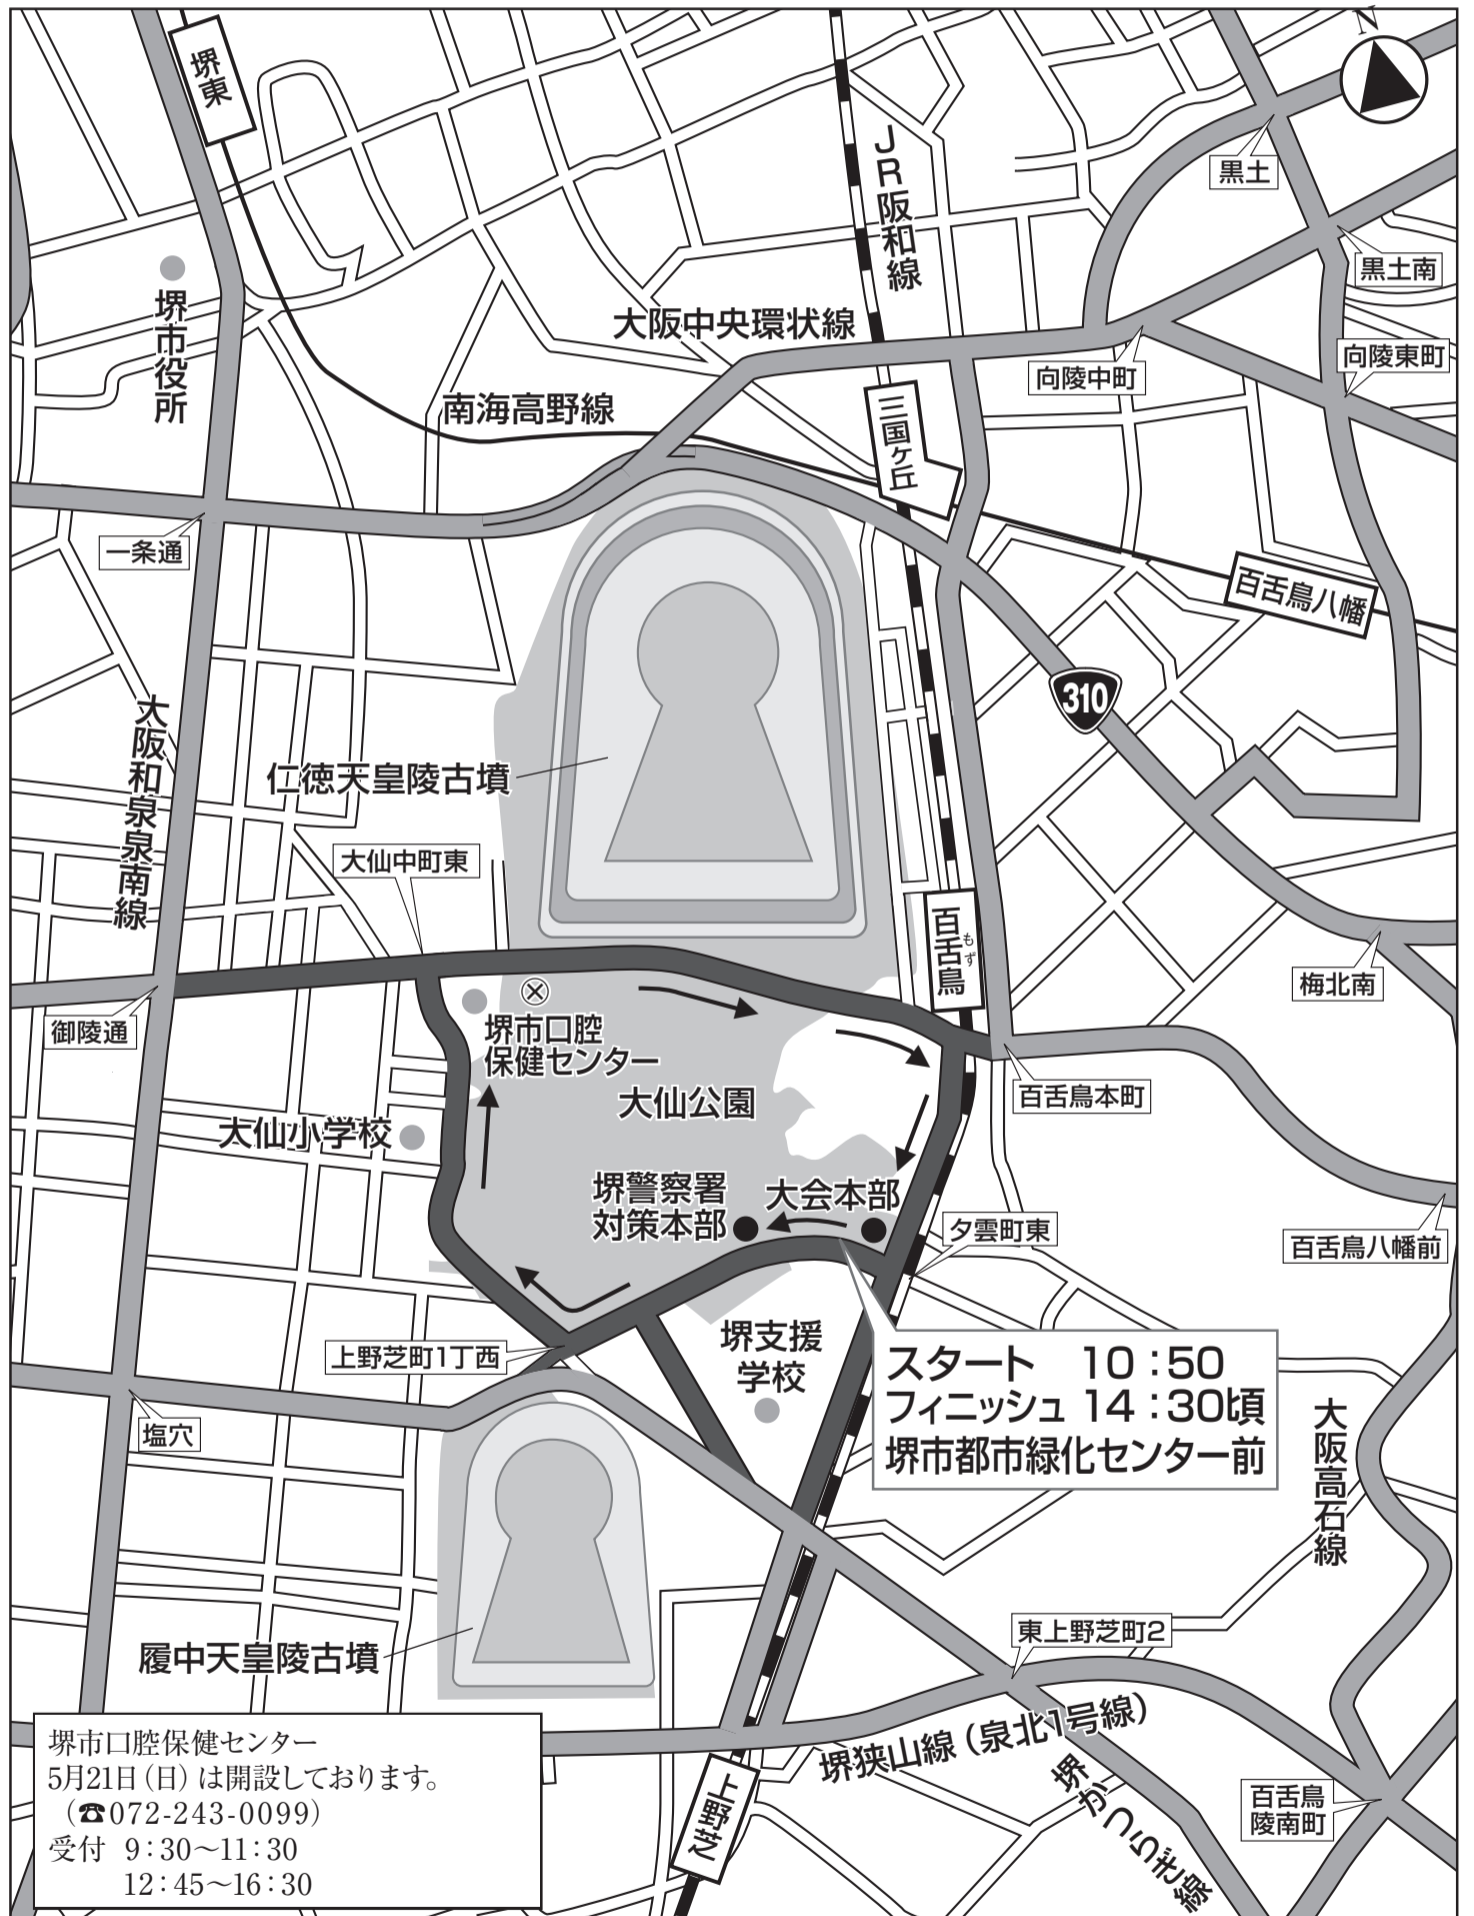 N
堺東
JR阪和線
黒土
黒土南
堺市役所
大阪中央環状線
向陵中町
向陵東町
南海高野線
三国ヶ丘
一条通
百舌鳥八幡
310
大阪和泉泉南線
仁徳天皇陵古墳
大仙中町東
百舌鳥
もず
梅北南
御陵通
堺市口腔
保健センター
大仙公園
百舌鳥本町
大仙小学校
堺警察署
対策本部
大会本部
夕雲町東
百舌鳥八幡前
上野芝町1丁西
堺支援
学校
スタート 10:50
フィニッシュ 14:30頃
堺市都市緑化センター前
塩穴
大阪高石線
履中天皇陵古墳
東上野芝町2
堺狭山線(泉北1号線)
堺かつらぎ線
上野芝
百舌鳥
陵南町
堺市口腔保健センター
5月21日(日)は開設しております。
(☎072-243-0099)
受付 9:30〜11:30
12:45〜16:30